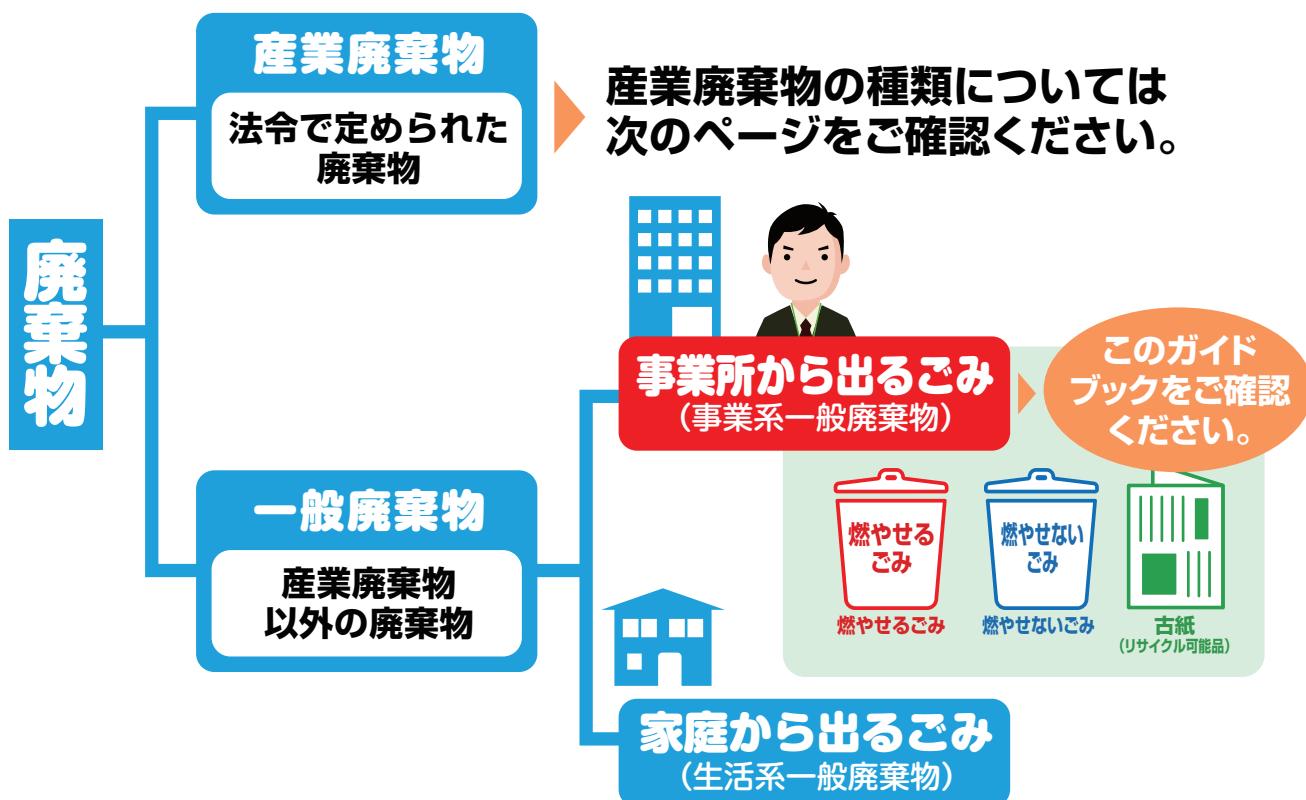 廃棄物
産業廃棄物
法令で定められた
廃棄物
産業廃棄物の種類については
次のページをご確認ください。
一般廃棄物
産業廃棄物
以外の廃棄物
事業所から出るごみ
（事業系一般廃棄物）
このガイド
ブックをご確認
ください。
燃やせる
ごみ
燃やせるごみ
燃やせない
ごみ
燃やせないごみ
古紙
（リサイクル可能品）
家庭から出るごみ
（生活系一般廃棄物）